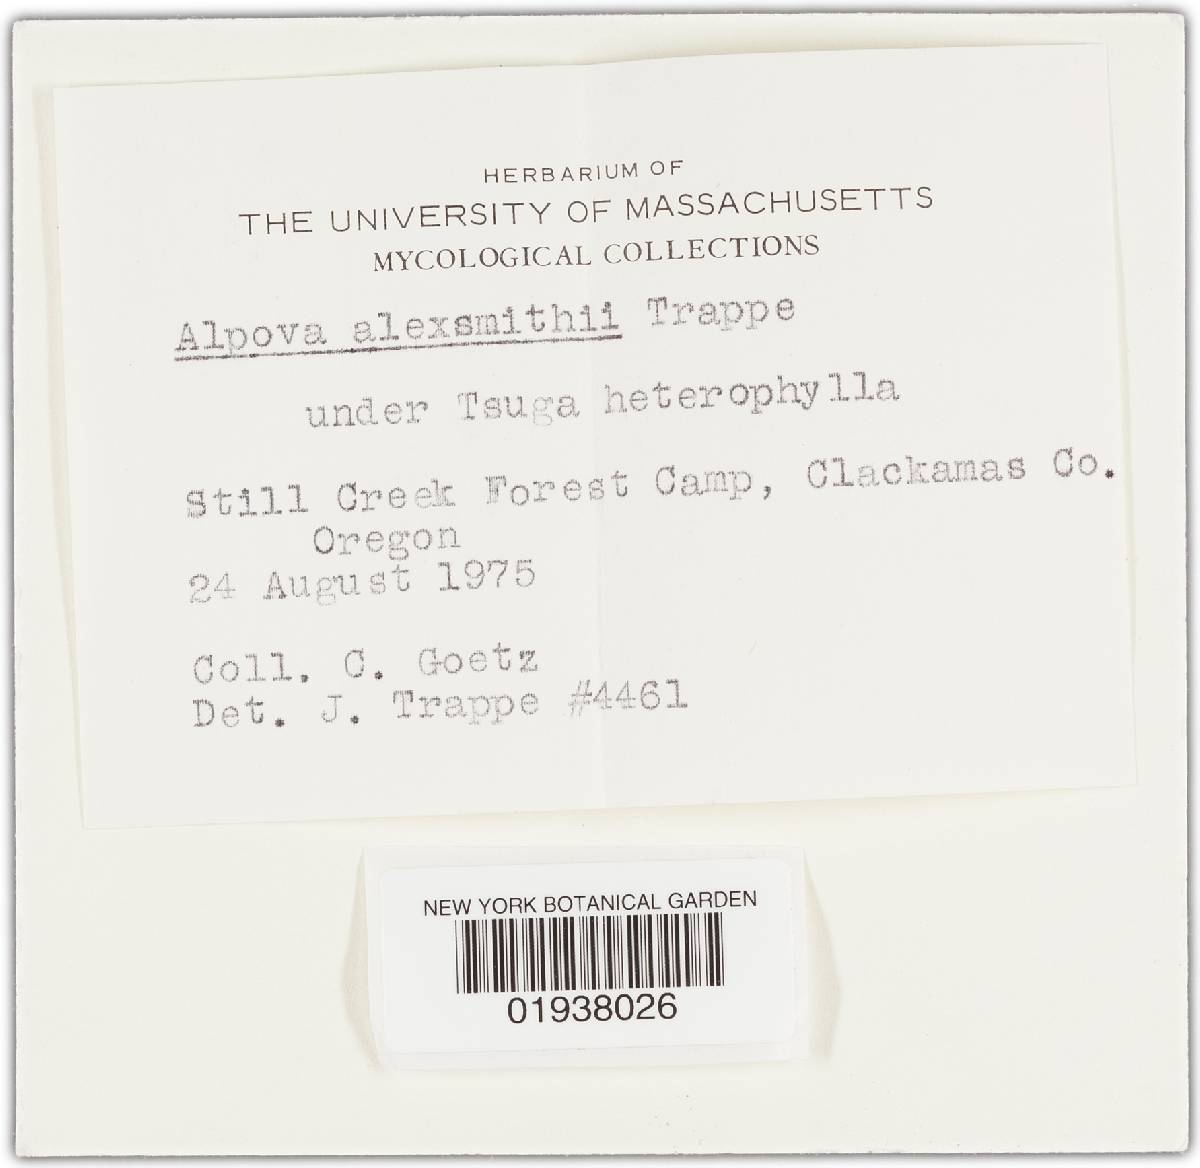 HERBARIUM OF
THE UNIVERSITY OF MASSACHUSETTS
MYCOLOGICAL COLLECTIONS
Alpova alexsmithii Trappe
under Tsuga heterophylla
Still Creek Forest Camp, Clackamas Co.
Oregon
24 August 1975
Coll. C. Goetz
Det. J. Trappe #4461
NEW YORK BOTANICAL GARDEN
01938026